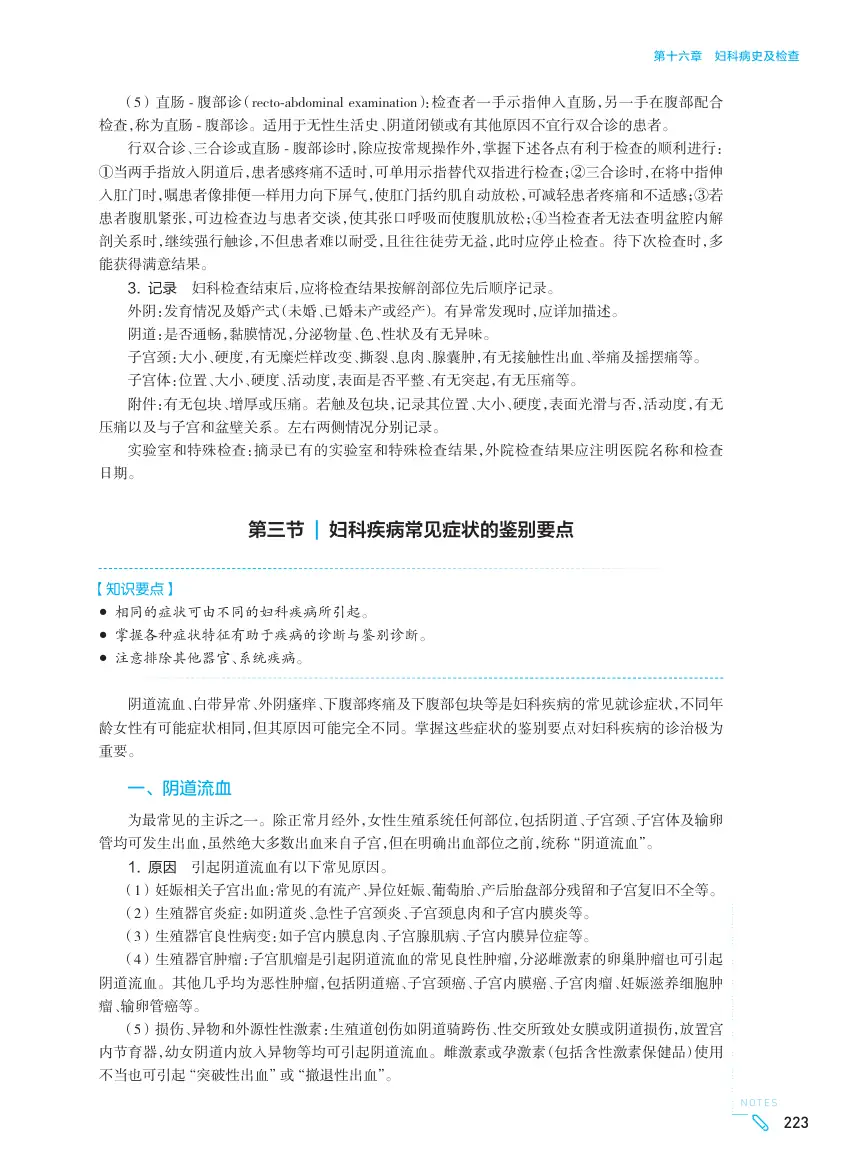 第十六章 妇科病史及检查
（5）直肠 - 腹部诊（recto-abdominal examination）：检查者一手示指伸入直肠，另一手在腹部配合
检查，称为直肠 - 腹部诊。适用于无性生活史、阴道闭锁或有其他原因不宜行双合诊的患者。
行双合诊、三合诊或直肠 - 腹部诊时，除应按常规操作外，掌握下述各点有利于检查的顺利进行：
①当两手指放入阴道后，患者感疼痛不适时，可单用示指替代双指进行检查；②三合诊时，在将中指伸
入肛门时，嘱患者像排便一样用力向下屏气，使肛门括约肌自动放松，可减轻患者疼痛和不适感；③若
患者腹肌紧张，可边检查边与患者交谈，使其张口呼吸而使腹肌放松；④当检查者无法查明盆腔内解
剖关系时，继续强行触诊，不但患者难以耐受，且往往徒劳无益，此时应停止检查。待下次检查时，多
能获得满意结果。
3. 记录 妇科检查结束后，应将检查结果按解剖部位先后顺序记录。
外阴：发育情况及婚产式（未婚、已婚未产或经产）。有异常发现时，应详加描述。
阴道：是否通畅，黏膜情况，分泌物量、色、性状及有无异味。
子宫颈：大小、硬度，有无糜烂样改变、撕裂、息肉、腺囊肿，有无接触性出血、举痛及摇摆痛等。
子宫体：位置、大小、硬度、活动度，表面是否平整、有无突起，有无压痛等。
附件：有无包块、增厚或压痛。若触及包块，记录其位置、大小、硬度，表面光滑与否，活动度，有无
压痛以及与子宫和盆壁关系。左右两侧情况分别记录。
实验室和特殊检查：摘录已有的实验室和特殊检查结果，外院检查结果应注明医院名称和检查
日期。
第三节 | 妇科疾病常见症状的鉴别要点
【知识要点】
● 相同的症状可由不同的妇科疾病所引起。
● 掌握各种症状特征有助于疾病的诊断与鉴别诊断。
● 注意排除其他器官、系统疾病。
阴道流血、白带异常、外阴瘙痒、下腹部疼痛及下腹部包块等是妇科疾病的常见就诊症状，不同年
龄女性有可能症状相同，但其原因可能完全不同。掌握这些症状的鉴别要点对妇科疾病的诊治极为
重要。
一、阴道流血
为最常见的主诉之一。除正常月经外，女性生殖系统任何部位，包括阴道、子宫颈、子宫体及输卵
管均可发生出血，虽然绝大多数出血来自子宫，但在明确出血部位之前，统称“阴道流血”。
1. 原因 引起阴道流血有以下常见原因。
（1）妊娠相关子宫出血：常见的有流产、异位妊娠、葡萄胎、产后胎盘部分残留和子宫复旧不全等。
（2）生殖器官炎症：如阴道炎、急性子宫颈炎、子宫颈息肉和子宫内膜炎等。
（3）生殖器官良性病变：如子宫内膜息肉、子宫腺肌病、子宫内膜异位症等。
（4）生殖器官肿瘤：子宫肌瘤是引起阴道流血的常见良性肿瘤，分泌雌激素的卵巢肿瘤也可引起
阴道流血。其他几乎均为恶性肿瘤，包括阴道癌、子宫颈癌、子宫内膜癌、子宫肉瘤、妊娠滋养细胞肿
瘤、输卵管癌等。
（5）损伤、异物和外源性性激素：生殖道创伤如阴道骑跨伤、性交所致处女膜或阴道损伤，放置宫
内节育器，幼女阴道内放入异物等均可引起阴道流血。雌激素或孕激素（包括含性激素保健品）使用
不当也可引起“突破性出血”或“撤退性出血”。
NOTES
223